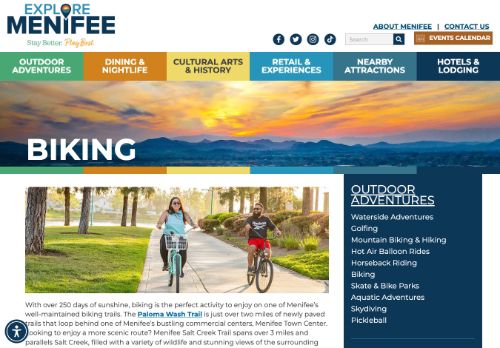 EXPLORE
MENIFEE
Stay Better. Play Best.
ABOUT MENIFEE | CONTACT US
Search
EVENTS CALENDAR
OUTDOOR
ADVENTURES
DINING &
NIGHTLIFE
CULTURAL ARTS
& HISTORY
RETAIL &
EXPERIENCES
NEARBY
ATTRACTIONS
HOTELS &
LODGING
BIKING
OUTDOOR
ADVENTURES
Waterside Adventures
Golfing
Mountain Biking & Hiking
Hot Air Balloon Rides
Horseback Riding
Biking
Skate & Bike Parks
Aquatic Adventures
Skydiving
Pickleball
With over 250 days of sunshine, biking is the perfect activity to enjoy on one of Menifee's
well-maintained biking trails. The Paloma Wash Trail is just over two miles of newly paved
trails that loop behind one of Menifee's bustling commercial centers, Menifee Town Center.
Looking to enjoy a more scenic route? Menifee Salt Creek Trail spans over 3 miles and
parallels Salt Creek, filled with a variety of wildlife and stunning views of the surrounding